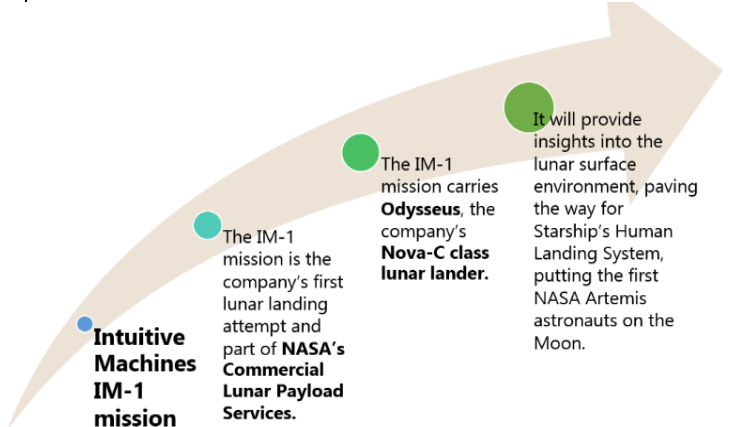 Intuitive
Machines
IM-1
mission
The IM-1
mission is the
company's first
lunar landing
attempt and
part of NASA's
Commercial
Lunar Payload
Services.
The IM-1
mission carries
Odysseus, the
company's
Nova-C class
lunar lander.
It will provide
insights into the
lunar surface
environment, paving
the way for
Starship's Human
Landing System,
putting the first
NASA Artemis
astronauts on the
Moon.